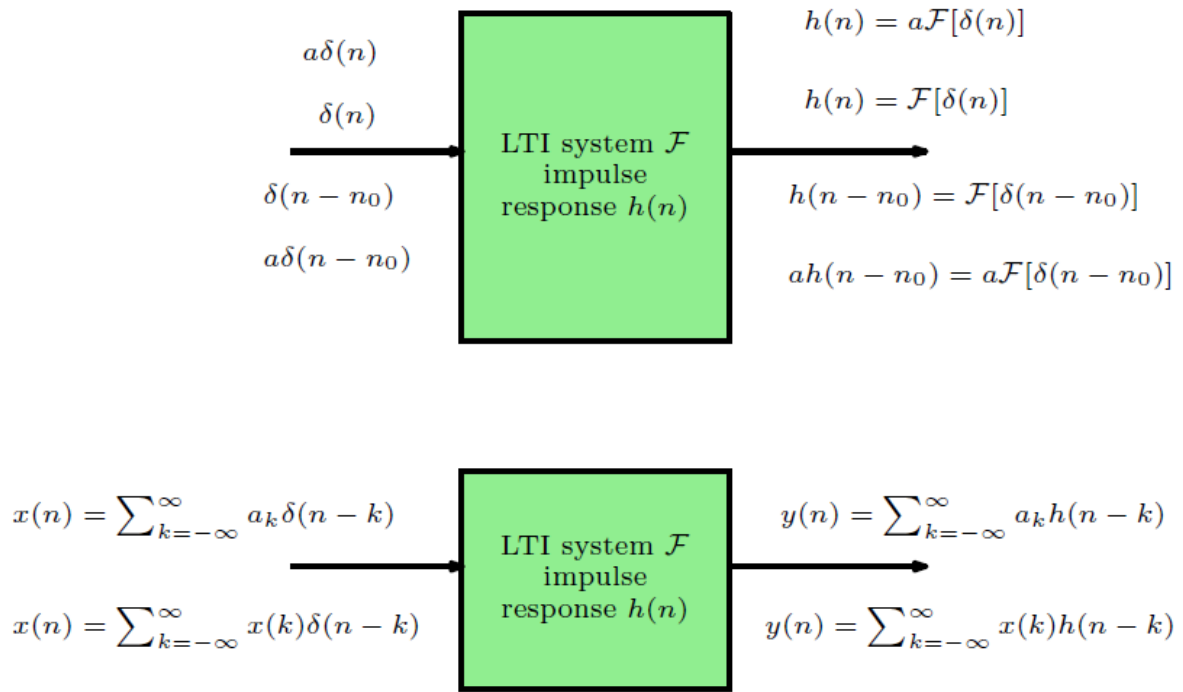 aδ(n)
δ(n)
δ(n − n₀)
aδ(n − n₀)
LTI system ℱ
impulse
response h(n)
h(n) = aℱ[δ(n)]
h(n) = ℱ[δ(n)]
h(n − n₀) = ℱ[δ(n − n₀)]
ah(n − n₀) = aℱ[δ(n − n₀)]
x(n) = ∑_{k=−∞}^{∞} a_k δ(n − k)
x(n) = ∑_{k=−∞}^{∞} x(k)δ(n − k)
LTI system ℱ
impulse
response h(n)
y(n) = ∑_{k=−∞}^{∞} a_k h(n − k)
y(n) = ∑_{k=−∞}^{∞} x(k)h(n − k)